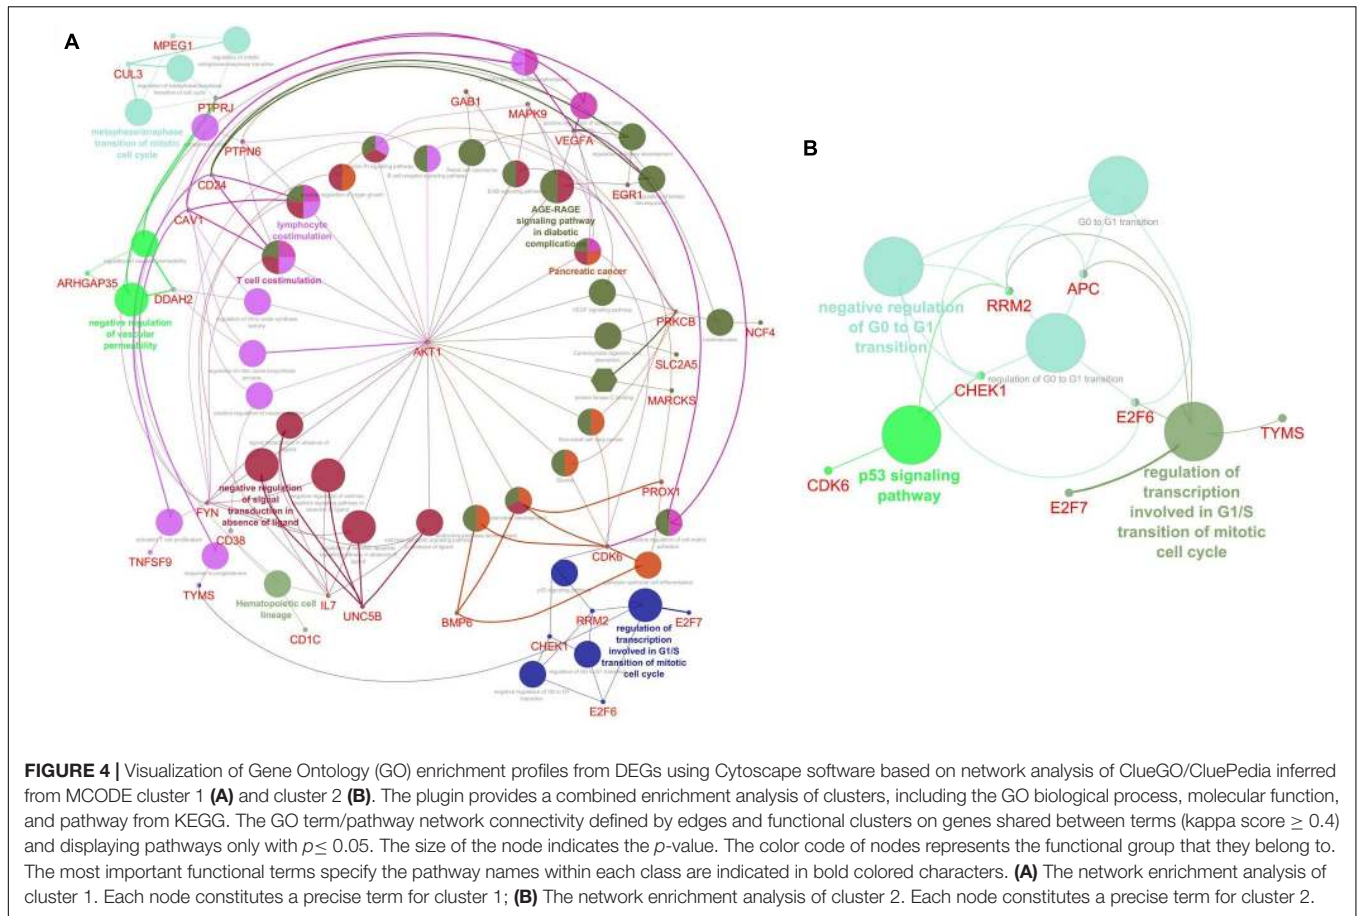 A
MPEG1
CUL3
PTPRJ
metaphase/anaphase
transition of mitotic
cell cycle
PTPN6
GAB1
MAPK9
VEGFA
CD24
EGR1
CAV1
lymphocyte
costimulation
AGE-RAGE
signaling pathway
in diabetic
complications
T cell costimulation
Pancreatic cancer
ARHGAP35
DDAH2
negative regulation
of vascular
permeability
VEGF signaling pathway
PRKCB
NCF4
AKT1
SLC2A5
MARCKS
negative regulation
of signal
transduction in
absence of ligand
PROX1
FYN
CD38
TNFSF9
CDK6
TYMS
Hematopoietic cell
lineage
IL7
UNC5B
CD1C
BMP6
RRM2
E2F7
CHEK1
regulation of
transcription
involved in G1/S
transition of mitotic
cell cycle
E2F6
B
G0 to G1 transition
RRM2
APC
negative regulation
of G0 to G1
transition
regulation of G0 to G1 transition
CHEK1
E2F6
TYMS
p53 signaling
pathway
CDK6
E2F7
regulation of
transcription
involved in G1/S
transition of mitotic
cell cycle
FIGURE 4 | Visualization of Gene Ontology (GO) enrichment profiles from DEGs using Cytoscape software based on network analysis of ClueGO/CluePedia inferred
from MCODE cluster 1 (A) and cluster 2 (B). The plugin provides a combined enrichment analysis of clusters, including the GO biological process, molecular function,
and pathway from KEGG. The GO term/pathway network connectivity defined by edges and functional clusters on genes shared between terms (kappa score ≥ 0.4)
and displaying pathways only with p≤ 0.05. The size of the node indicates the p-value. The color code of nodes represents the functional group that they belong to.
The most important functional terms specify the pathway names within each class are indicated in bold colored characters. (A) The network enrichment analysis of
cluster 1. Each node constitutes a precise term for cluster 1; (B) The network enrichment analysis of cluster 2. Each node constitutes a precise term for cluster 2.